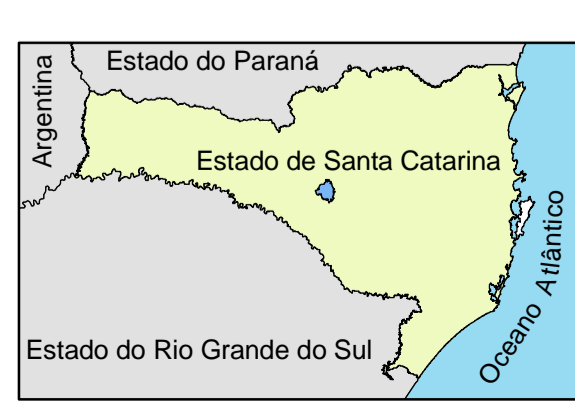 Estado do Paraná
Argentina
Estado de Santa Catarina
Oceano Atlântico
Estado do Rio Grande do Sul